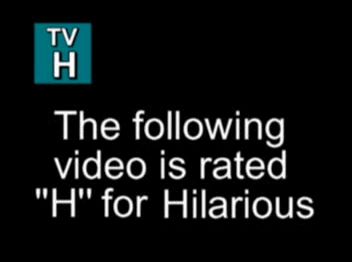 TV
H
The following
video is rated
"H" for Hilarious